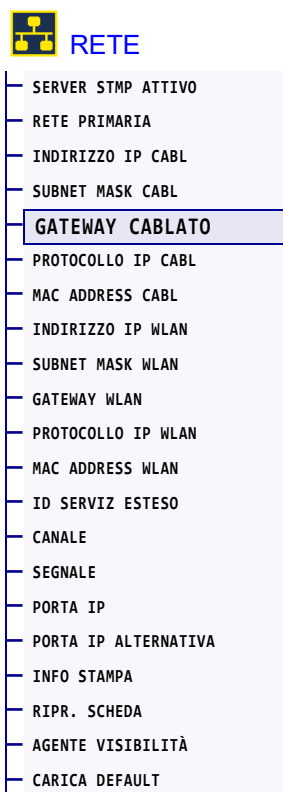 RETE
SERVER STMP ATTIVO
RETE PRIMARIA
INDIRIZZO IP CABL
SUBNET MASK CABL
GATEWAY CABLATO
PROTOCOLLO IP CABL
MAC ADDRESS CABL
INDIRIZZO IP WLAN
SUBNET MASK WLAN
GATEWAY WLAN
PROTOCOLLO IP WLAN
MAC ADDRESS WLAN
ID SERVIZ ESTESO
CANALE
SEGNALE
PORTA IP
PORTA IP ALTERNATIVA
INFO STAMPA
RIPR. SCHEDA
AGENTE VISIBILITÀ
CARICA DEFAULT